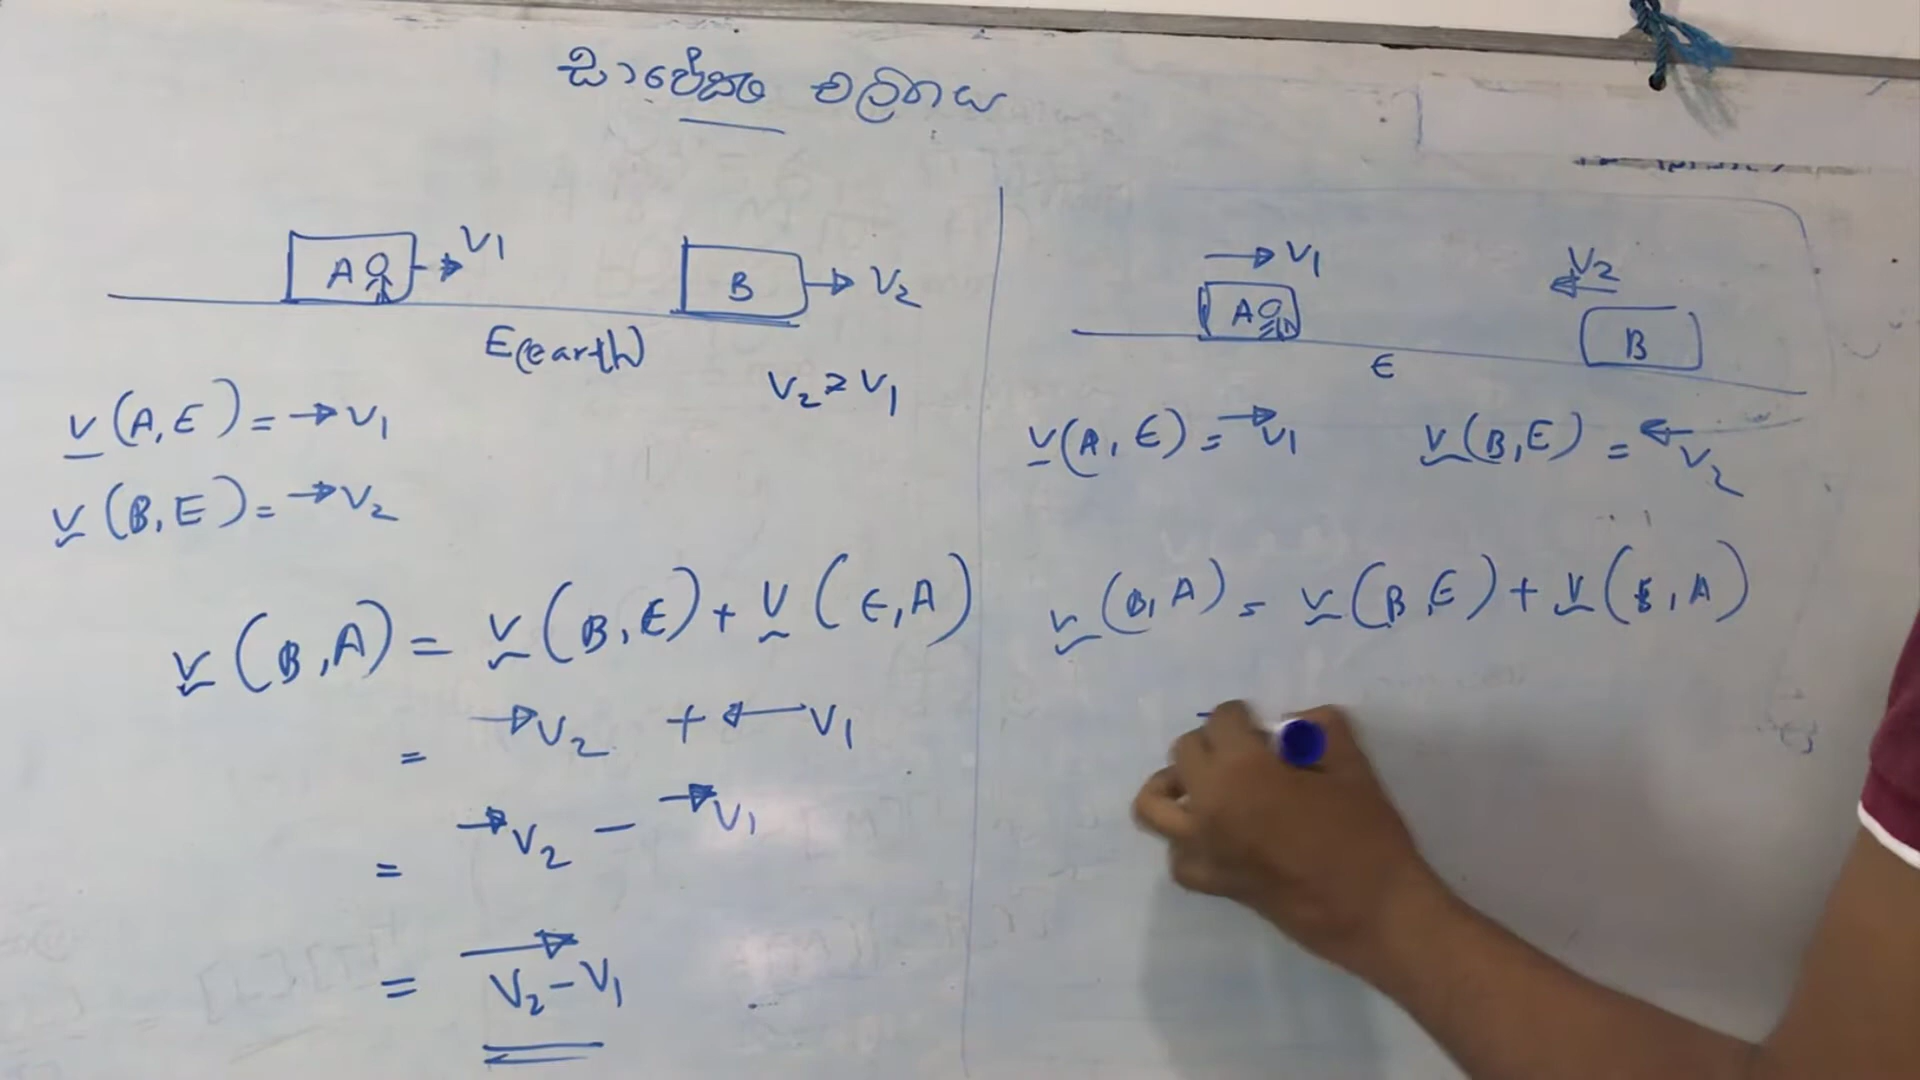 සාපේක්ෂ චලිතය
A → V1
B → V2
E(earth)
V2 > V1
V(A,E) = → V1
V(B,E) = → V2
V(B,A) = V(B,E) + V(E,A)
= → V2 + ← V1
= → V2 − → V1
= → V2 − V1
→ V1
V2 ←
A
B
E
V(A,E) = → V1
V(B,E) = ← V2
V(B,A) = V(B,E) + V(E,A)